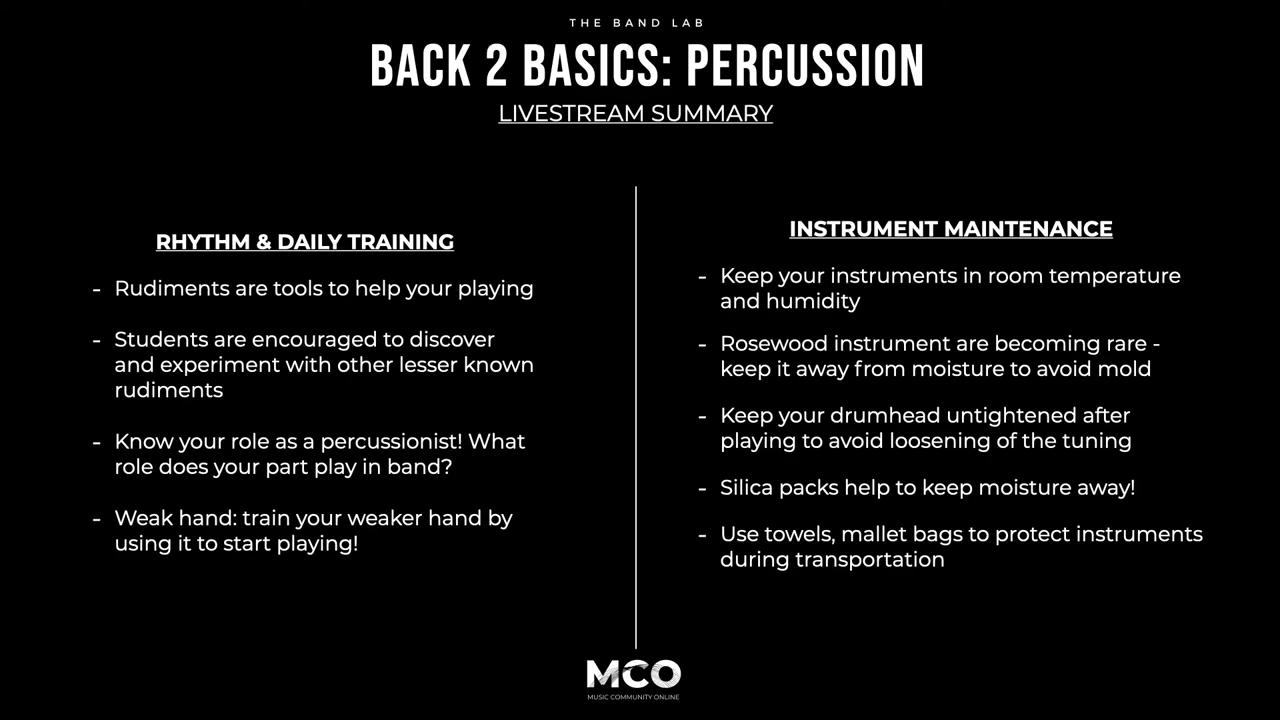 THE BAND LAB
BACK 2 BASICS: PERCUSSION
LIVESTREAM SUMMARY
RHYTHM & DAILY TRAINING
- Rudiments are tools to help your playing
- Students are encouraged to discover
and experiment with other lesser known
rudiments
- Know your role as a percussionist! What
role does your part play in band?
- Weak hand: train your weaker hand by
using it to start playing!
INSTRUMENT MAINTENANCE
- Keep your instruments in room temperature
and humidity
- Rosewood instrument are becoming rare -
keep it away from moisture to avoid mold
- Keep your drumhead untightened after
playing to avoid loosening of the tuning
- Silica packs help to keep moisture away!
- Use towels, mallet bags to protect instruments
during transportation
MCO
MUSIC COMMUNITY ONLINE